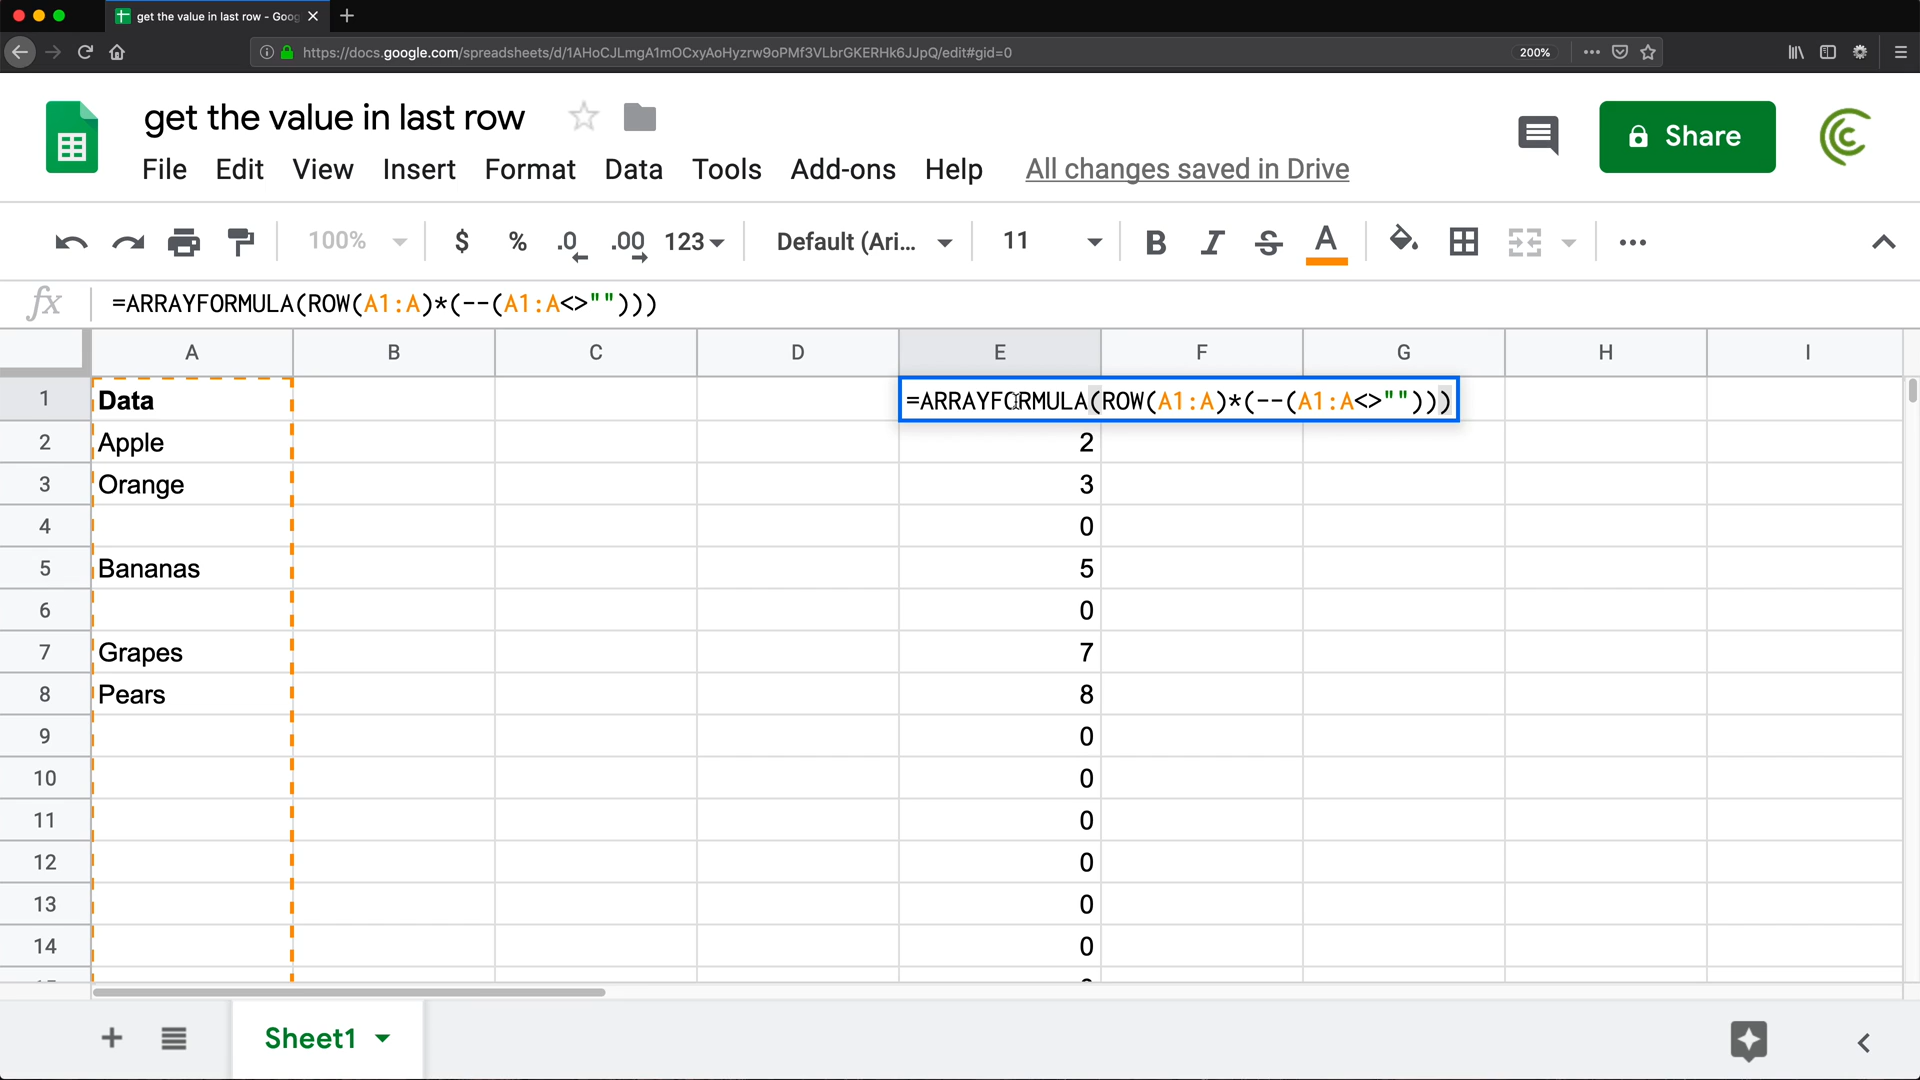 get the value in last row - Goog
https://docs.google.com/spreadsheets/d/1AHoCJLmgA1mOCxyAoHyzrw9oPMf3VLbrGKERHk6JJpQ/edit#gid=0 200%
get the value in last row
Share
File Edit View Insert Format Data Tools Add-ons Help All changes saved in Drive
100% $ % .0 .00 123 Default (Ari... 11 B I S A
fx =ARRAYFORMULA(ROW(A1:A)*(--(A1:A<>"")))
A B C D E F G H I
1 Data =ARRAYFORMULA(ROW(A1:A)*(--(A1:A<>"")))
2 Apple 2
3 Orange 3
4 0
5 Bananas 5
6 0
7 Grapes 7
8 Pears 8
9 0
10 0
11 0
12 0
13 0
14 0
Sheet1